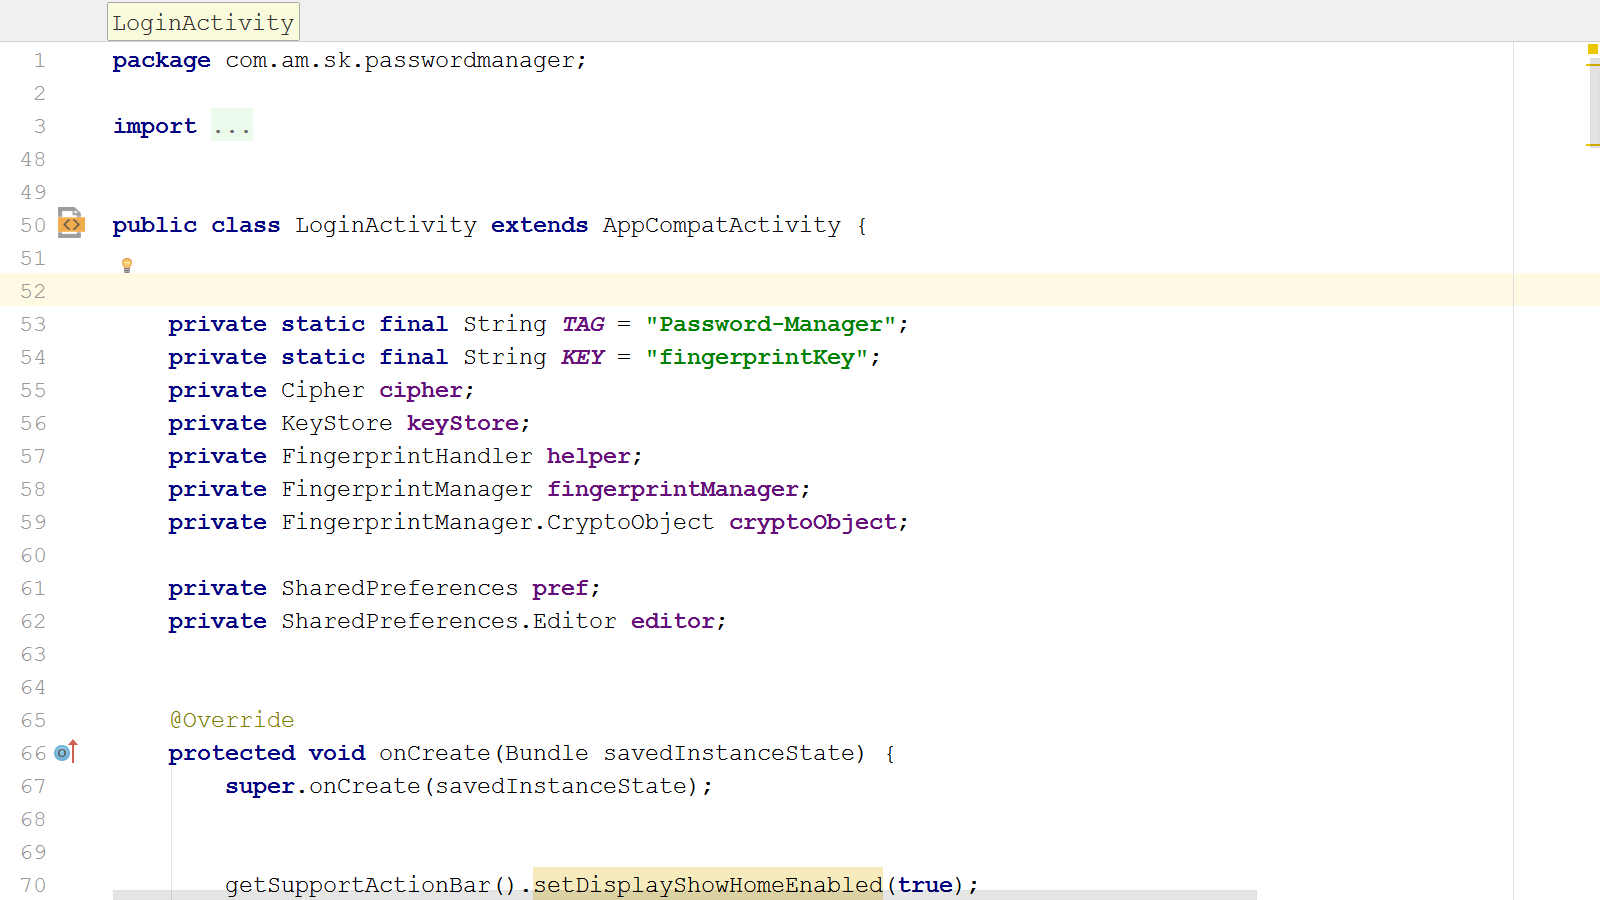 LoginActivity
1 package com.am.sk.passwordmanager;
2
3 import ...
48
49
50 public class LoginActivity extends AppCompatActivity {
51
52
53 private static final String TAG = "Password-Manager";
54 private static final String KEY = "fingerprintKey";
55 private Cipher cipher;
56 private KeyStore keyStore;
57 private FingerprintHandler helper;
58 private FingerprintManager fingerprintManager;
59 private FingerprintManager.CryptoObject cryptoObject;
60
61 private SharedPreferences pref;
62 private SharedPreferences.Editor editor;
63
64
65 @Override
66 protected void onCreate(Bundle savedInstanceState) {
67 super.onCreate(savedInstanceState);
68
69
70 getSupportActionBar().setDisplayShowHomeEnabled(true);